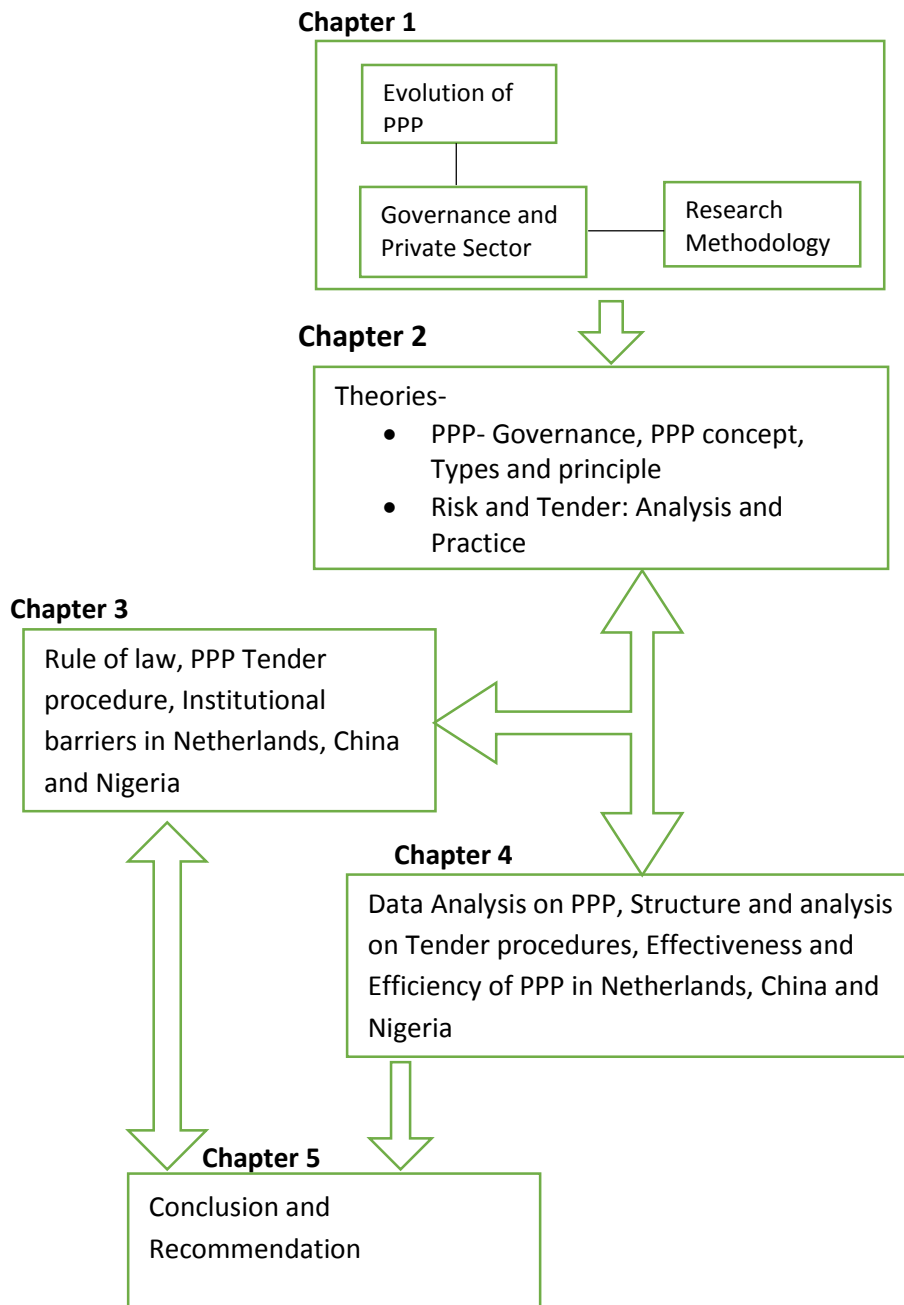 Chapter 1
Evolution of
PPP
Governance and
Private Sector
Research
Methodology
Chapter 2
Theories-
• PPP- Governance, PPP concept,
Types and principle
• Risk and Tender: Analysis and
Practice
Chapter 3
Rule of law, PPP Tender
procedure, Institutional
barriers in Netherlands, China
and Nigeria
Chapter 4
Data Analysis on PPP, Structure and analysis
on Tender procedures, Effectiveness and
Efficiency of PPP in Netherlands, China and
Nigeria
Chapter 5
Conclusion and
Recommendation